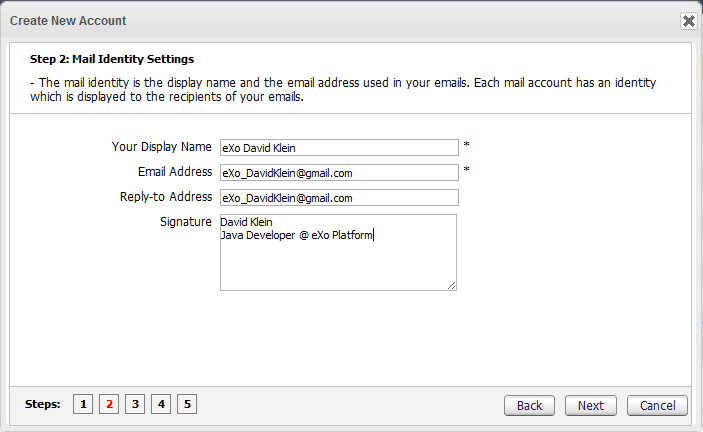 Create New Account
Step 2: Mail Identity Settings
- The mail identity is the display name and the email address used in your emails. Each mail account has an identity
which is displayed to the recipients of your emails.
Your Display Name eXo David Klein *
Email Address eXo_DavidKlein@gmail.com *
Reply-to Address eXo_DavidKlein@gmail.com
Signature David Klein
Java Developer @ eXo Platform
Steps: 1 2 3 4 5 Back Next Cancel